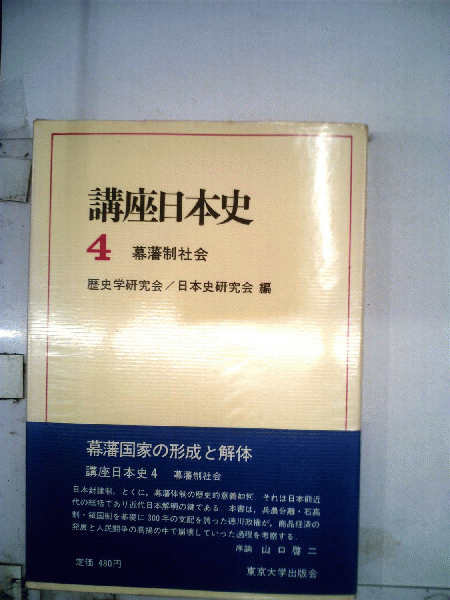 講座日本史
4 幕藩制社会
歴史学研究会／日本史研究会 編
幕藩国家の形成と解体
講座日本史4 幕藩制社会
日本封建制，とくに，幕藩体制の歴史的意義如何．それは日本前近
代の総括であり近代日本解明の鍵である．本書は，兵農分離・石高
制・鎖国制を基礎に300年の支配を誇った徳川政権が，商品経済の
発展と人民闘争の高揚の中で崩壊していった過程を考察する．
序論 山口啓二
定価 480円 東京大学出版会